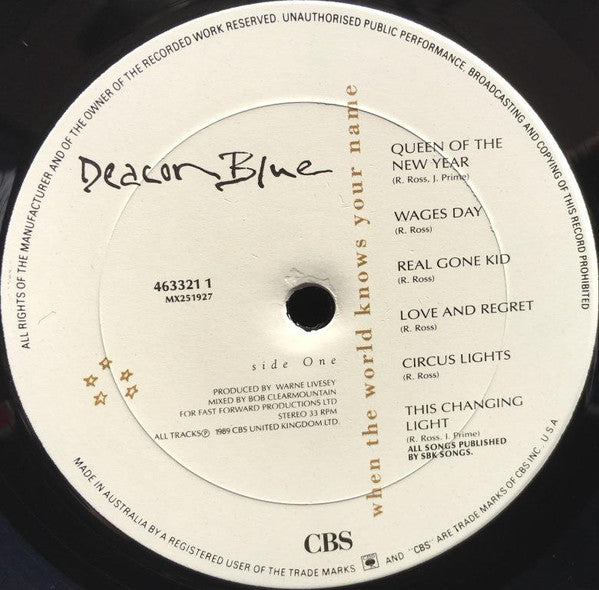 ALL RIGHTS OF THE MANUFACTURER AND OF THE OWNER OF THE RECORDED WORK RESERVED. UNAUTHORISED PUBLIC PERFORMANCE, BROADCASTING AND COPYING OF THIS RECORD PROHIBITED
Deacon Blue
when the world knows your name
QUEEN OF THE
NEW YEAR
(R. Ross, J. Prime)
WAGES DAY
(R. Ross)
REAL GONE KID
(R. Ross)
LOVE AND REGRET
(R. Ross)
CIRCUS LIGHTS
(R. Ross)
THIS CHANGING
LIGHT
(R. Ross, J. Prime)
ALL SONGS PUBLISHED
BY SBK SONGS.
463321 1
MX251927
side One
PRODUCED BY WARNE LIVESEY
MIXED BY BOB CLEARMOUNTAIN
FOR FAST FORWARD PRODUCTIONS LTD
STEREO 33 RPM
ALL TRACKS Ⓟ 1989 CBS UNITED KINGDOM LTD.
CBS
MADE IN AUSTRALIA BY A REGISTERED USER OF THE TRADE MARKS CBS AND "CBS" ARE TRADE MARKS OF CBS INC. U.S.A